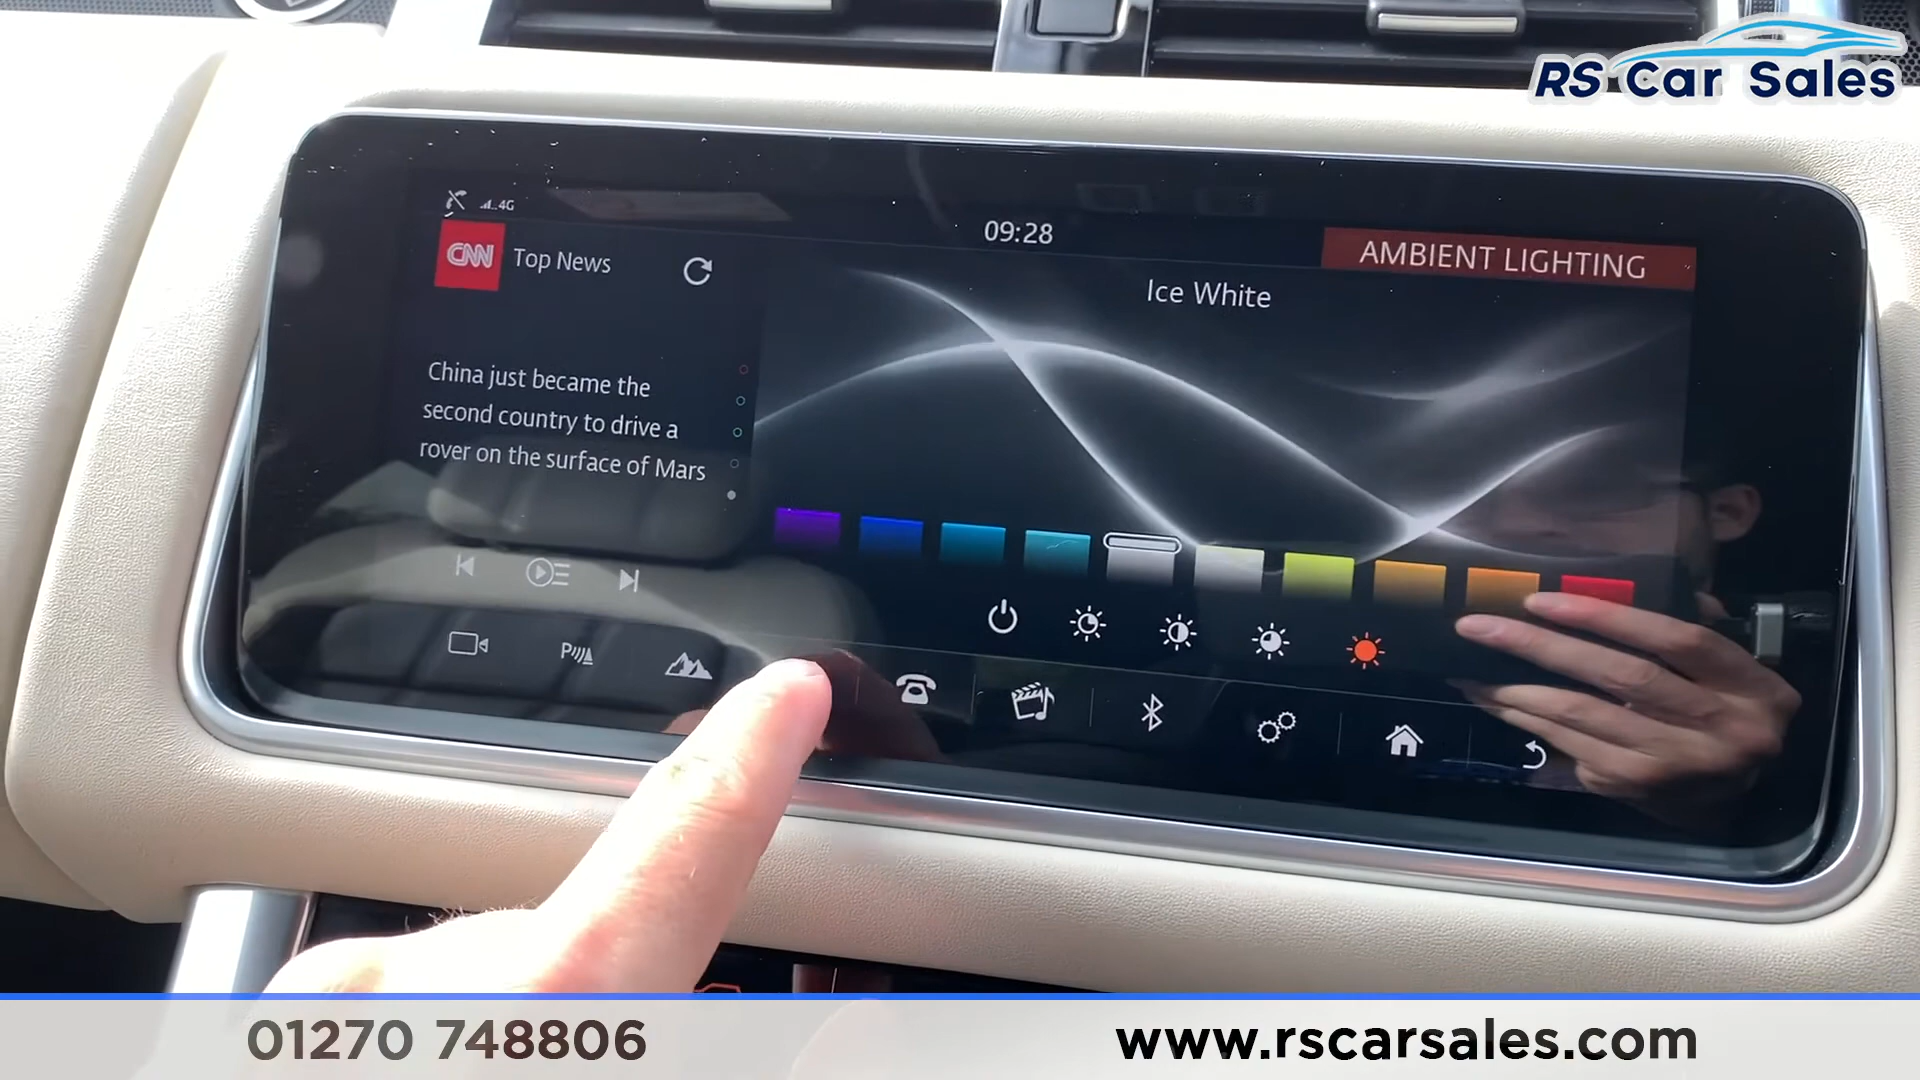 RS Car Sales
4G
09:28
CNN
Top News
AMBIENT LIGHTING
Ice White
China just became the
second country to drive a
rover on the surface of Mars
P
01270 748806
www.rscarsales.com